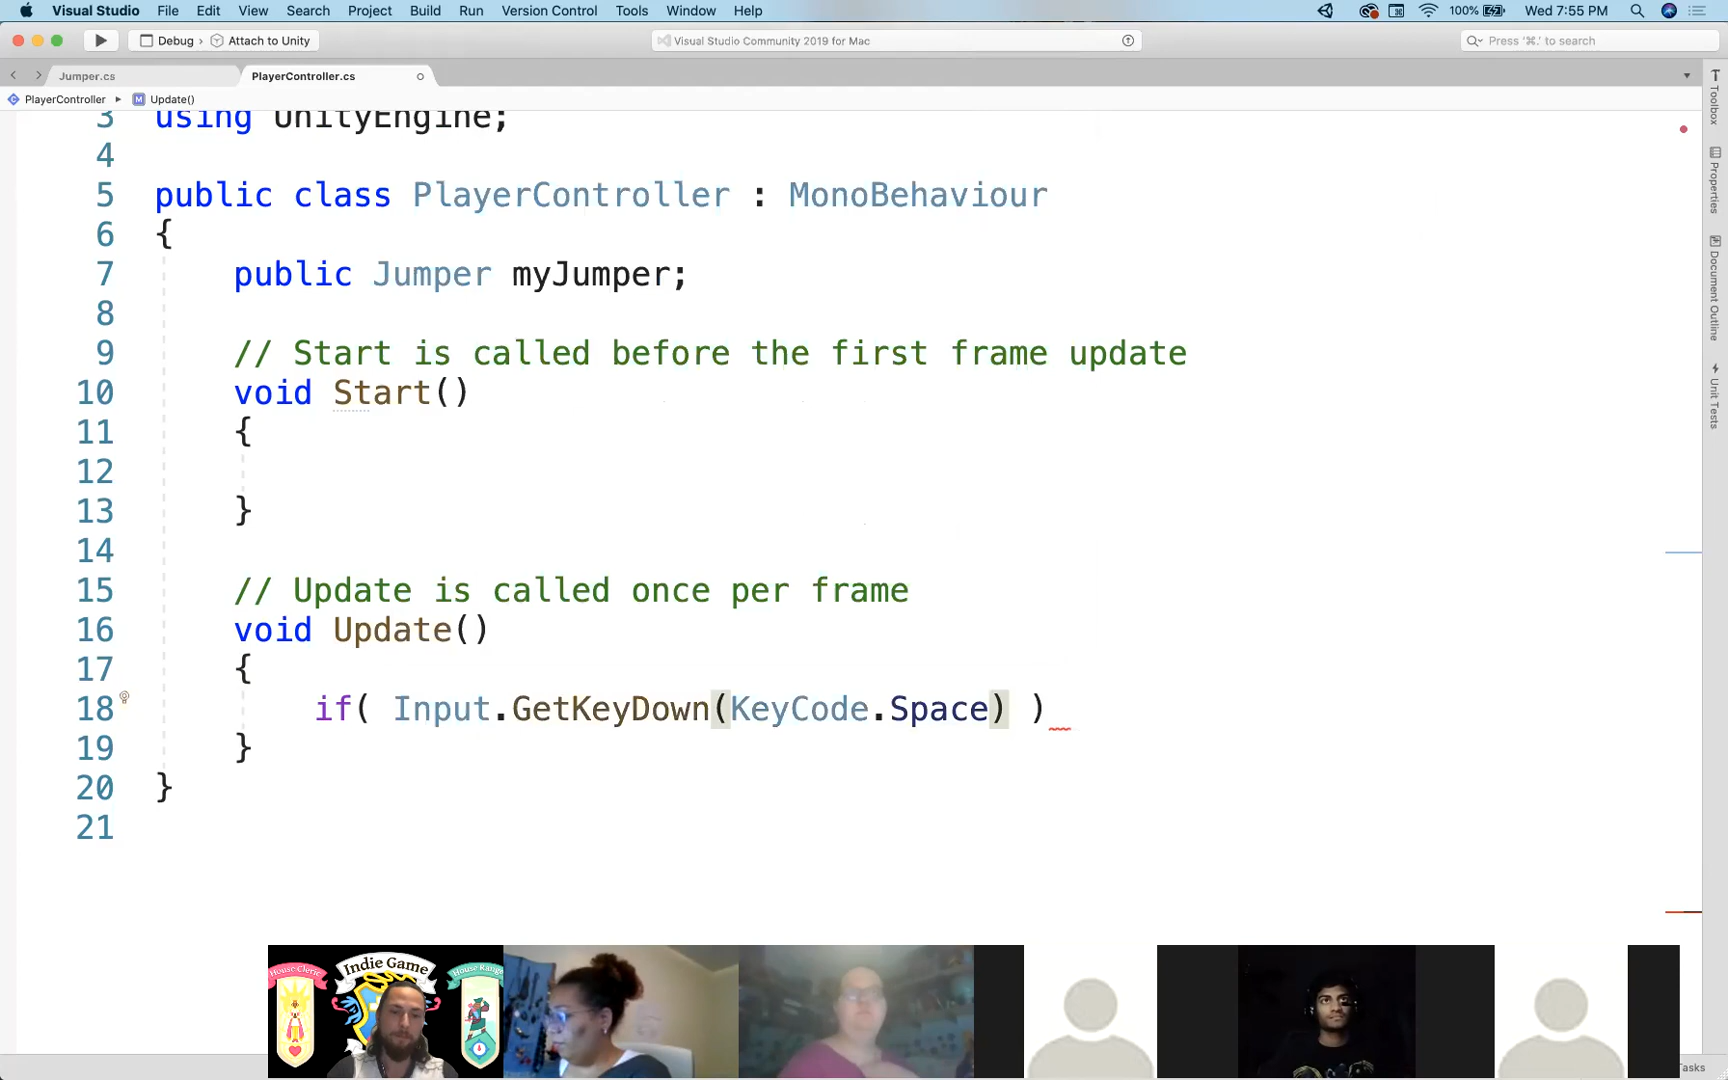 Visual Studio File Edit View Search Project Build Run Version Control Tools Window Help 100% Wed 7:55 PM
Debug > Attach to Unity Visual Studio Community 2019 for Mac Press '⌘.' to search
Jumper.cs PlayerController.cs
PlayerController Update()
3 using UnityEngine;
4
5 public class PlayerController : MonoBehaviour
6 {
7 public Jumper myJumper;
8
9 // Start is called before the first frame update
10 void Start()
11 {
12
13 }
14
15 // Update is called once per frame
16 void Update()
17 {
18 if( Input.GetKeyDown(KeyCode.Space) )
19 }
20 }
21
Toolbox
Properties
Document Outline
Unit Tests
House Cleric Indie Game House Range
Tasks